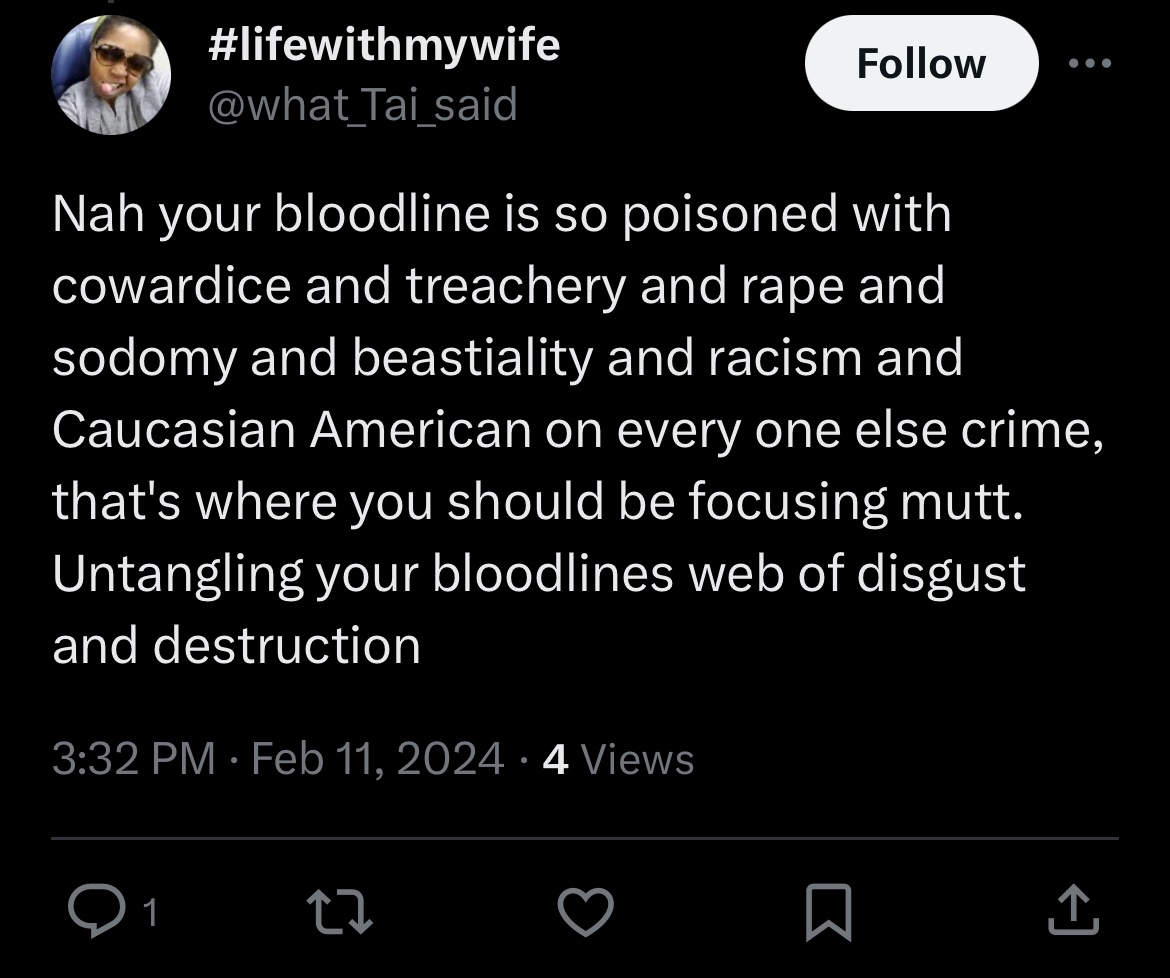 #lifewithmywife
Follow
@what_Tai_said
Nah your bloodline is so poisoned with
cowardice and treachery and rape and
sodomy and beastiality and racism and
Caucasian American on every one else crime,
that's where you should be focusing mutt.
Untangling your bloodlines web of disgust
and destruction
3:32 PM · Feb 11, 2024 · 4 Views
1